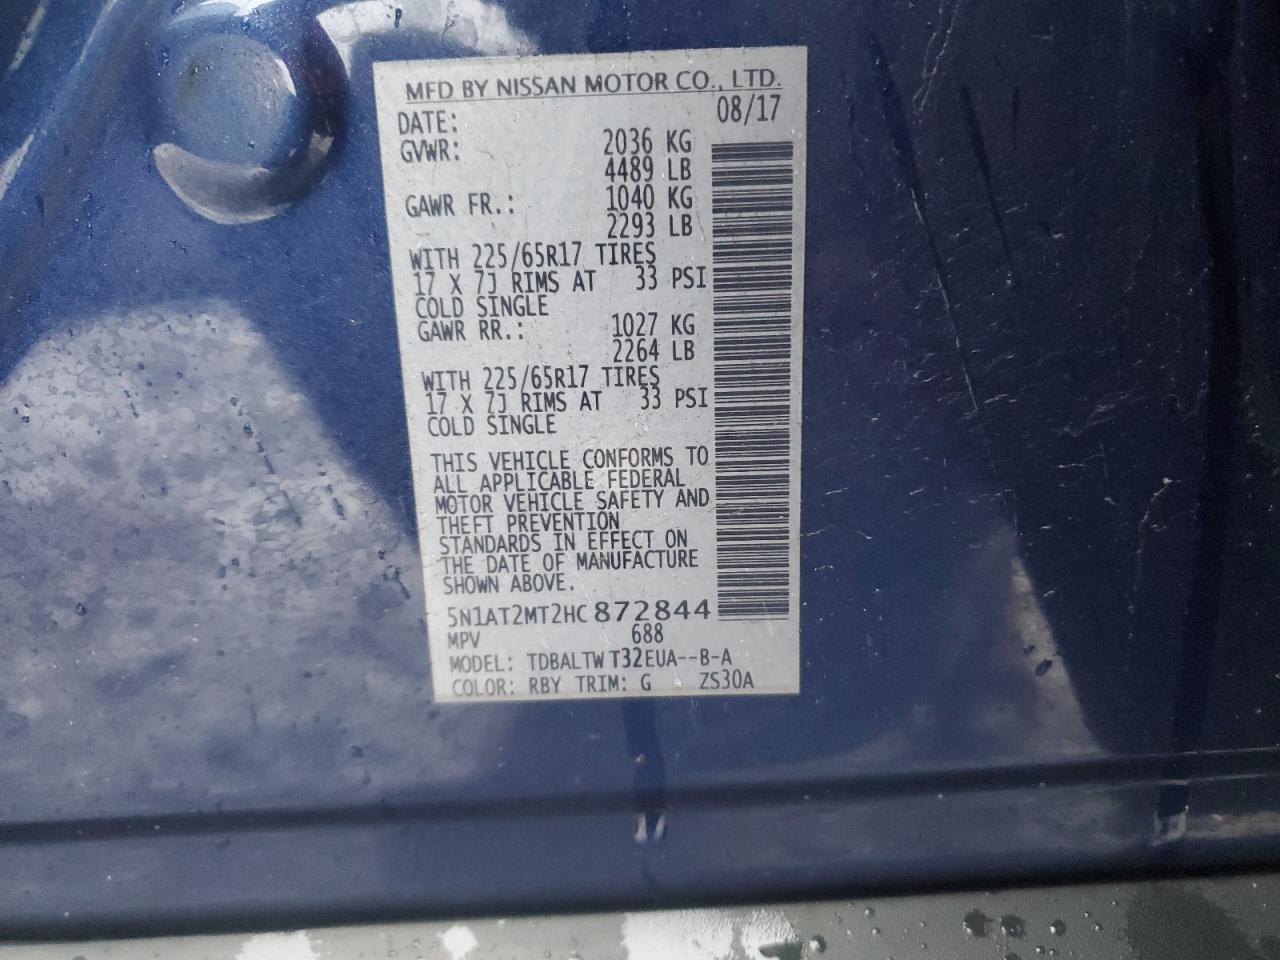 MFD BY NISSAN MOTOR CO., LTD.
DATE: 08/17
GVWR: 2036 KG
4489 LB
GAWR FR.: 1040 KG
2293 LB
WITH 225/65R17 TIRES
17 X 7J RIMS AT 33 PSI
COLD SINGLE
GAWR RR.: 1027 KG
2264 LB
WITH 225/65R17 TIRES
17 X 7J RIMS AT 33 PSI
COLD SINGLE
THIS VEHICLE CONFORMS TO
ALL APPLICABLE FEDERAL
MOTOR VEHICLE SAFETY AND
THEFT PREVENTION
STANDARDS IN EFFECT ON
THE DATE OF MANUFACTURE
SHOWN ABOVE.
5N1AT2MT2HC872844
MPV 688
MODEL: TDBALTWT32EUA--B-A
COLOR: RBY TRIM: G ZS30A